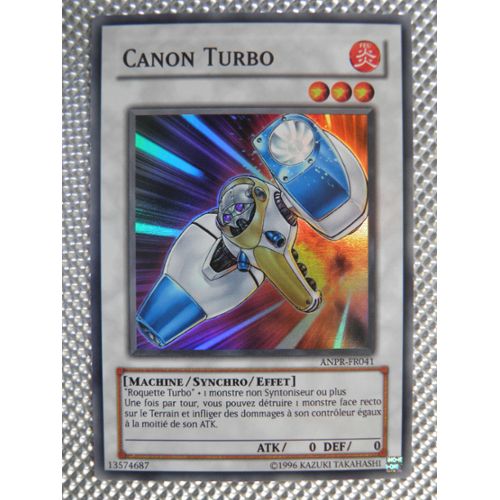 CANON TURBO
FEU
炎
ANPR-FR041
[MACHINE/SYNCHRO/EFFET]
"Roquette Turbo" + 1 monstre non Syntoniseur ou plus
Une fois par tour, vous pouvez détruire 1 monstre face recto
sur le Terrain et infliger des dommages à son contrôleur égaux
à la moitié de son ATK.
ATK/ 0 DEF/ 0
13574687
©1996 KAZUKI TAKAHASHI